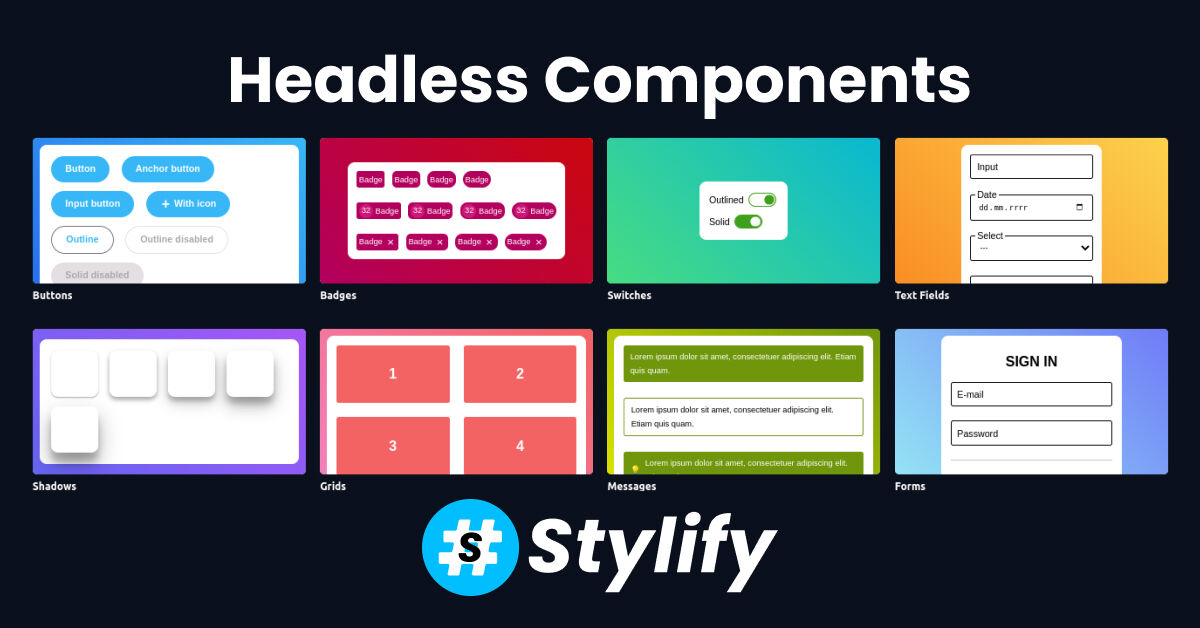 Headless Components
Button
Anchor button
Input button
+ With icon
Outline
Outline disabled
Solid disabled
Buttons
Badge Badge Badge Badge
32 Badge 32 Badge 32 Badge 32 Badge
Badge × Badge × Badge × Badge ×
Badges
Outlined
Solid
Switches
Input
Date
dd.mm.rrrr
Select
---
Text Fields
Shadows
1
2
3
4
Grids
Lorem ipsum dolor sit amet, consectetuer adipiscing elit. Etiam
quis quam.
Lorem ipsum dolor sit amet, consectetuer adipiscing elit.
Etiam quis quam.
Lorem ipsum dolor sit amet, consectetuer adipiscing elit.
Messages
SIGN IN
E-mail
Password
Forms
#S Stylify